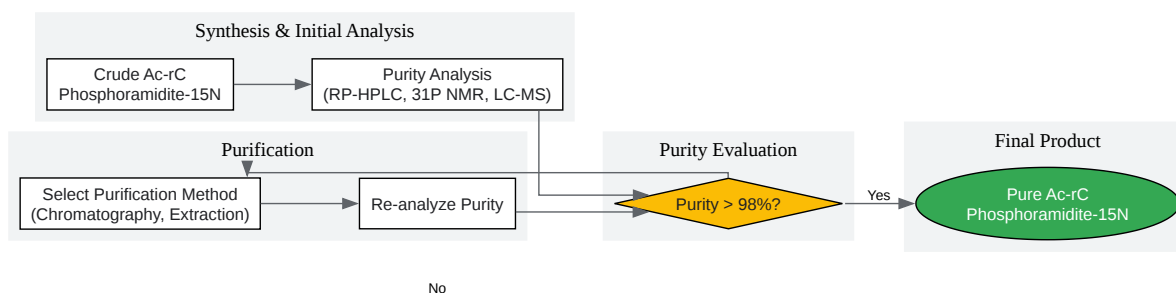 Synthesis & Initial Analysis
Crude Ac-rC
Phosphoramidite-15N
Purity Analysis
(RP-HPLC, 31P NMR, LC-MS)
Purification
Select Purification Method
(Chromatography, Extraction)
Re-analyze Purity
Purity Evaluation
Purity > 98%?
Yes
Final Product
Pure Ac-rC
Phosphoramidite-15N
No